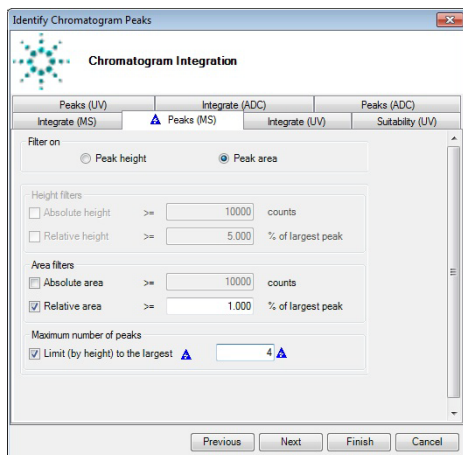 Identify Chromatogram Peaks
Chromatogram Integration
Peaks (UV) Integrate (ADC) Peaks (ADC)
Integrate (MS) Peaks (MS) Integrate (UV) Suitability (UV)
Filter on
Peak height Peak area
Height filters
Absolute height >= 10000 counts
Relative height >= 5.000 % of largest peak
Area filters
Absolute area >= 10000 counts
Relative area >= 1.000 % of largest peak
Maximum number of peaks
Limit (by height) to the largest 4
Previous Next Finish Cancel